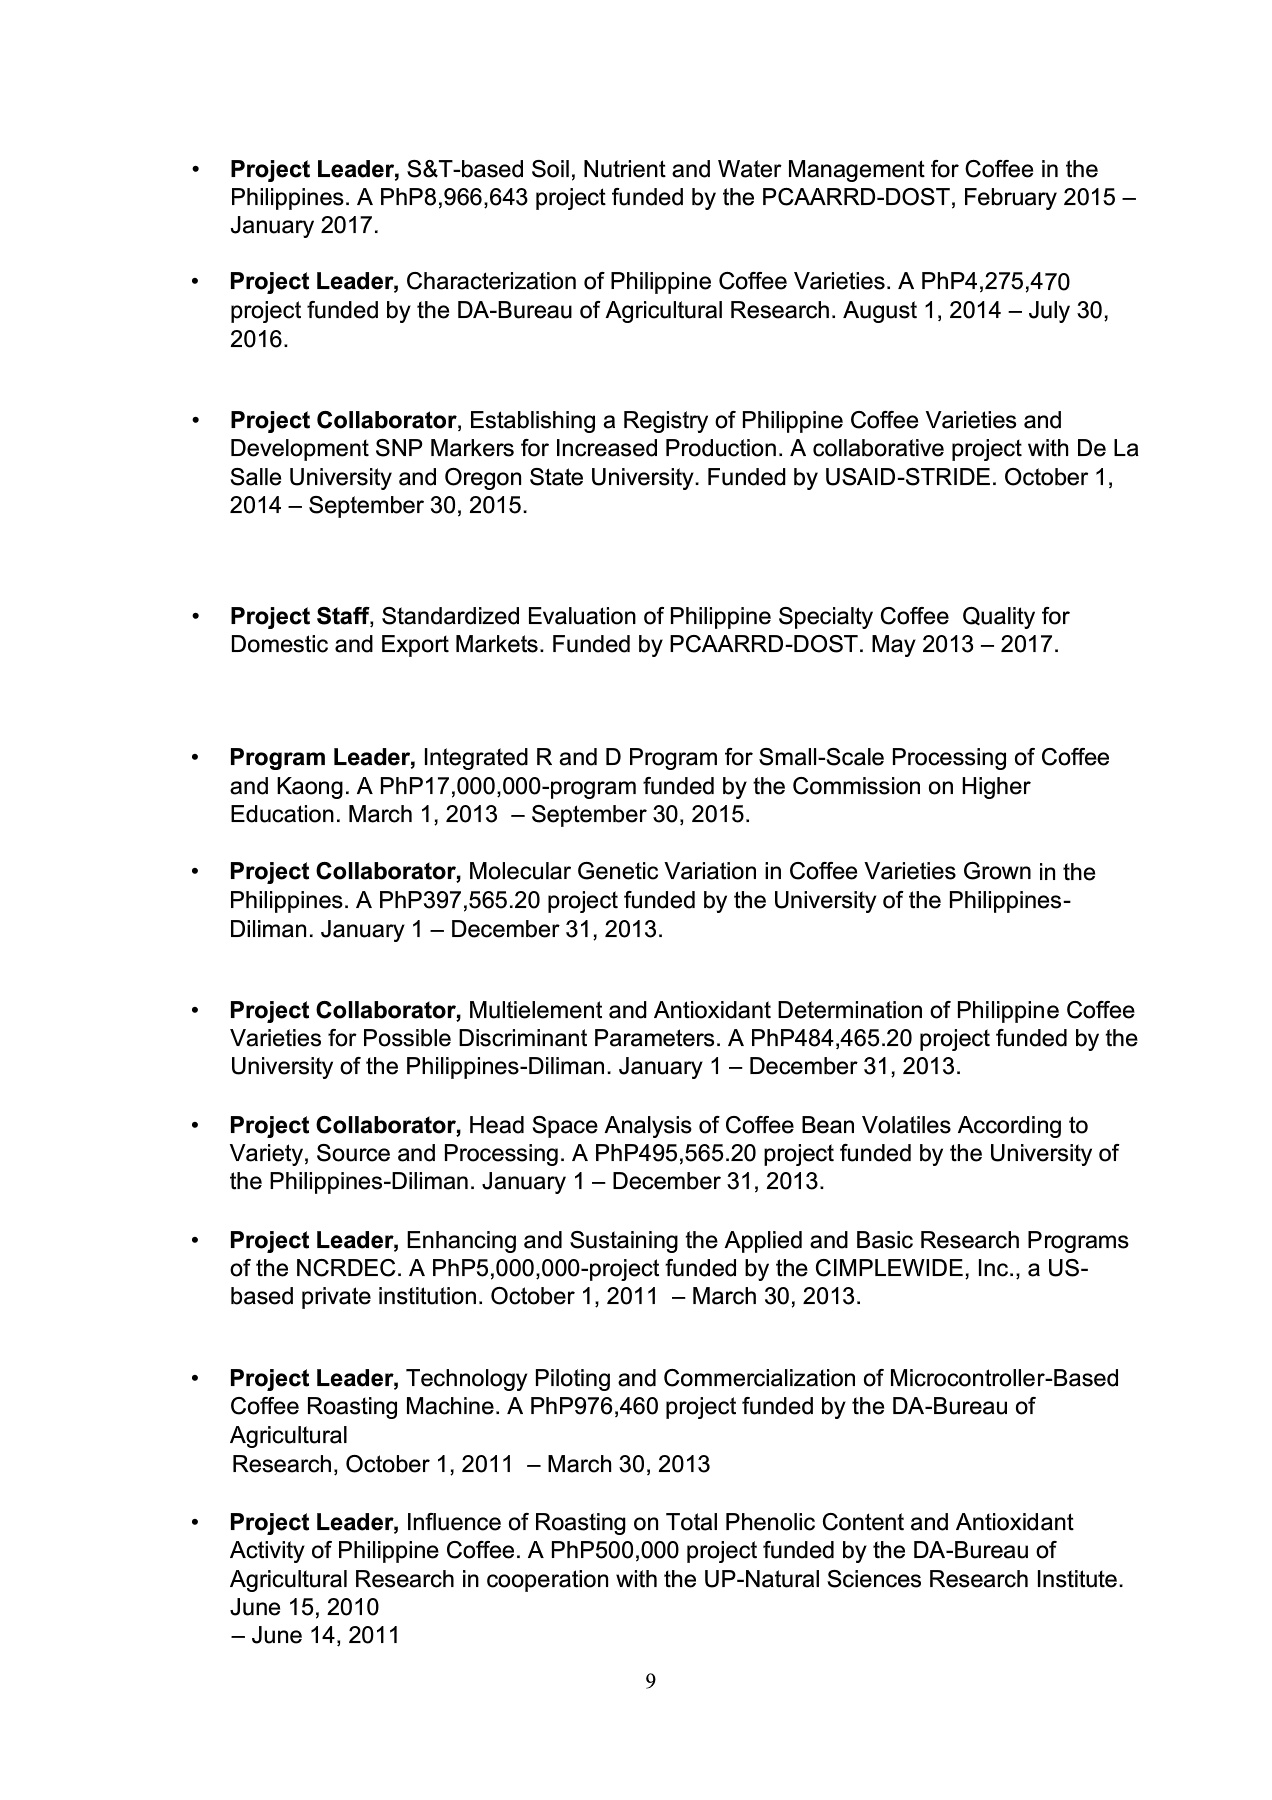 • Project Leader, S&T-based Soil, Nutrient and Water Management for Coffee in the
Philippines. A PhP8,966,643 project funded by the PCAARRD-DOST, February 2015 –
January 2017.
• Project Leader, Characterization of Philippine Coffee Varieties. A PhP4,275,470
project funded by the DA-Bureau of Agricultural Research. August 1, 2014 – July 30,
2016.
• Project Collaborator, Establishing a Registry of Philippine Coffee Varieties and
Development SNP Markers for Increased Production. A collaborative project with De La
Salle University and Oregon State University. Funded by USAID-STRIDE. October 1,
2014 – September 30, 2015.
• Project Staff, Standardized Evaluation of Philippine Specialty Coffee  Quality for
Domestic and Export Markets. Funded by PCAARRD-DOST. May 2013 – 2017.
• Program Leader, Integrated R and D Program for Small-Scale Processing of Coffee
and Kaong. A PhP17,000,000-program funded by the Commission on Higher
Education. March 1, 2013  – September 30, 2015.
• Project Collaborator, Molecular Genetic Variation in Coffee Varieties Grown in the
Philippines. A PhP397,565.20 project funded by the University of the Philippines-
Diliman. January 1 – December 31, 2013.
• Project Collaborator, Multielement and Antioxidant Determination of Philippine Coffee
Varieties for Possible Discriminant Parameters. A PhP484,465.20 project funded by the
University of the Philippines-Diliman. January 1 – December 31, 2013.
• Project Collaborator, Head Space Analysis of Coffee Bean Volatiles According to
Variety, Source and Processing. A PhP495,565.20 project funded by the University of
the Philippines-Diliman. January 1 – December 31, 2013.
• Project Leader, Enhancing and Sustaining the Applied and Basic Research Programs
of the NCRDEC. A PhP5,000,000-project funded by the CIMPLEWIDE, Inc., a US-
based private institution. October 1, 2011  – March 30, 2013.
• Project Leader, Technology Piloting and Commercialization of Microcontroller-Based
Coffee Roasting Machine. A PhP976,460 project funded by the DA-Bureau of
Agricultural
Research, October 1, 2011  – March 30, 2013
• Project Leader, Influence of Roasting on Total Phenolic Content and Antioxidant
Activity of Philippine Coffee. A PhP500,000 project funded by the DA-Bureau of
Agricultural Research in cooperation with the UP-Natural Sciences Research Institute.
June 15, 2010
– June 14, 2011
9